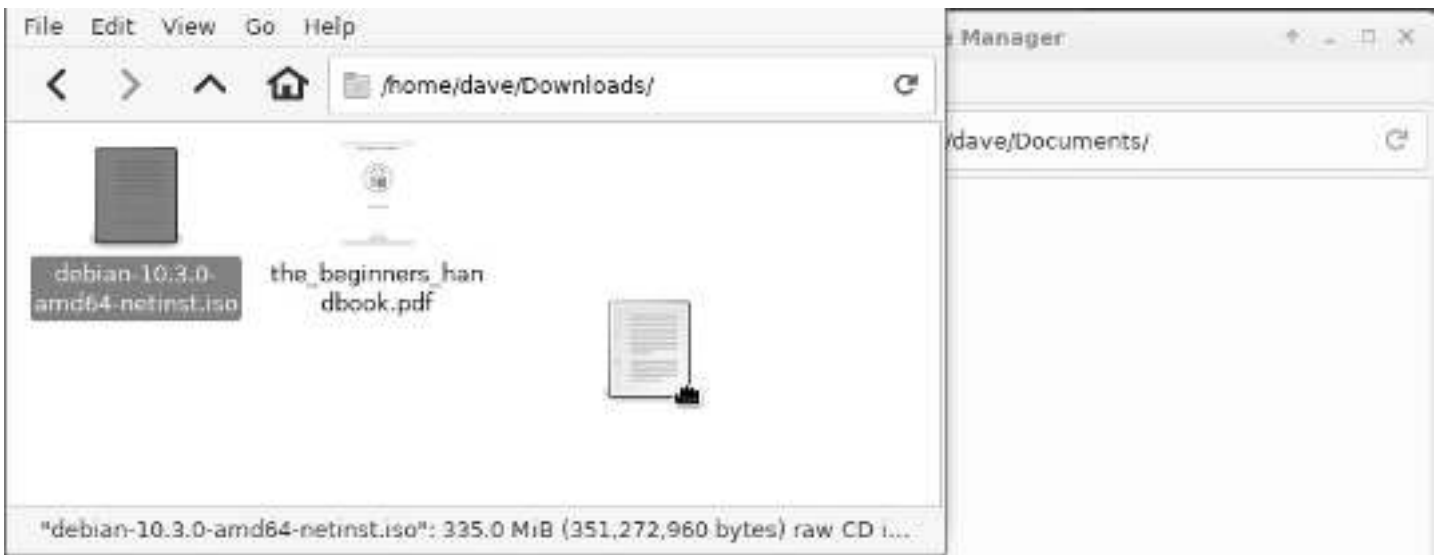 File Edit View Go Help
Manager
/home/dave/Downloads/
/dave/Documents/
debian-10.3.0-
amd64-netinst.iso
the_beginners_han
dbook.pdf
"debian-10.3.0-amd64-netinst.iso": 335.0 MiB (351,272,960 bytes) raw CD i...